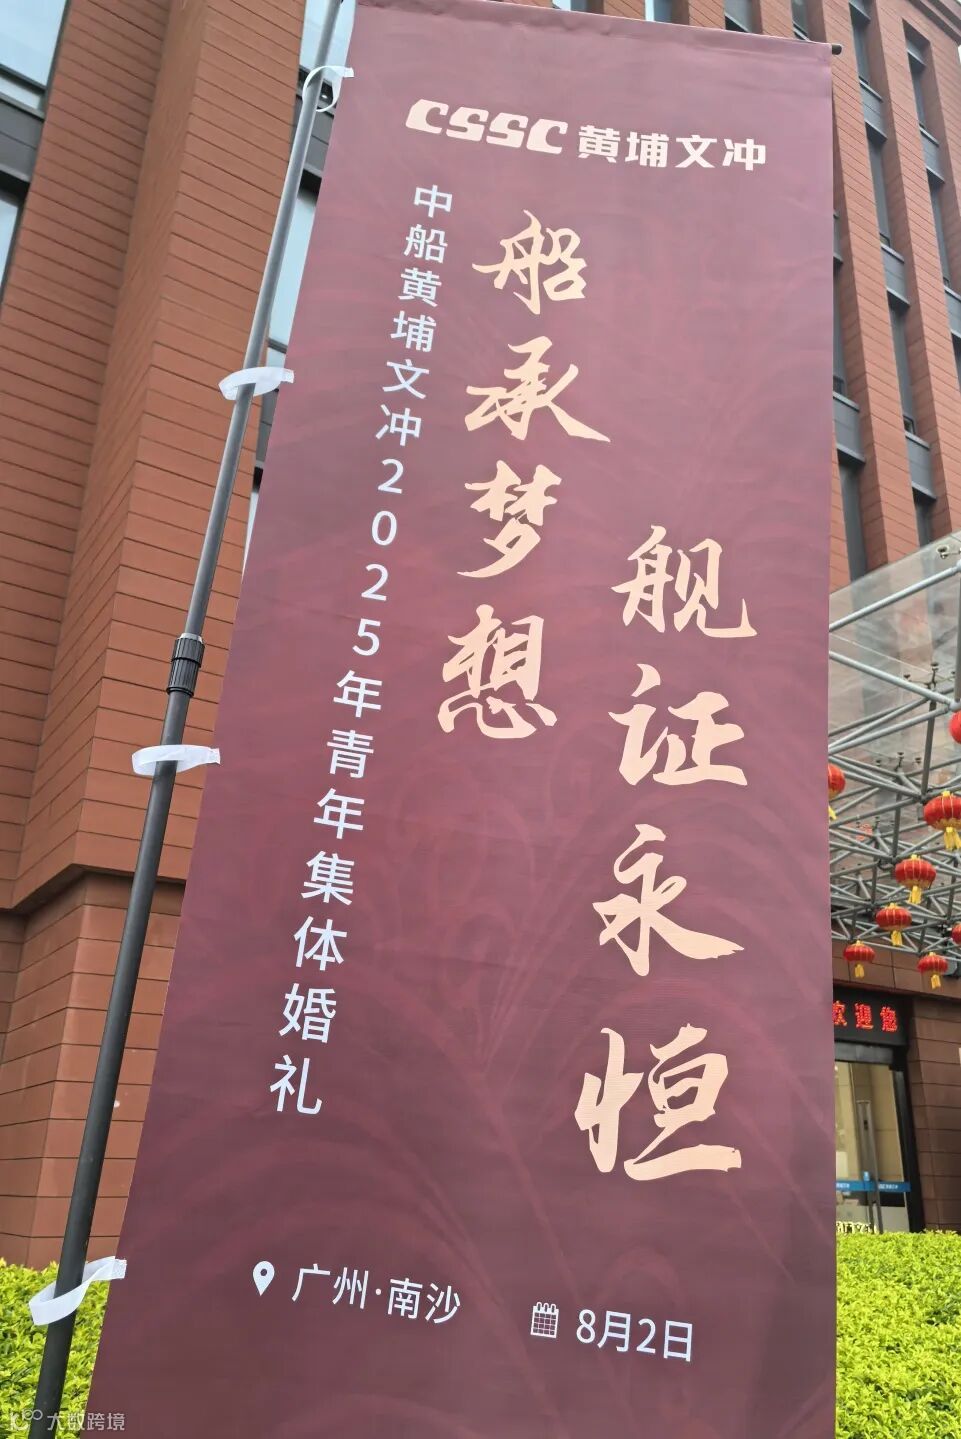 CSSC 黄埔文冲
中船黄埔文冲2025年青年集体婚礼
船承梦想
舰证永恒
广州·南沙
8月2日
欢迎您
大数跨境